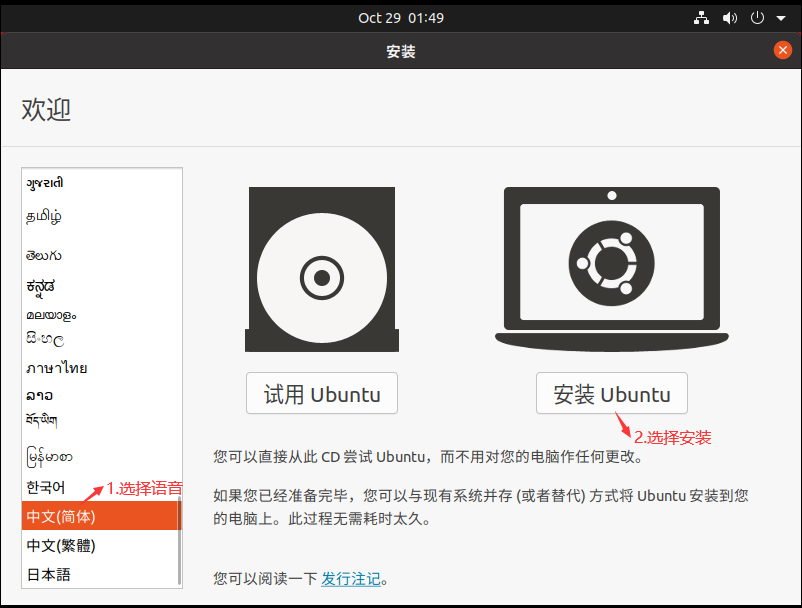 Oct 29 01:49
安装
欢迎
ગુજરાતી
தமிழ்
తెలుగు
ಕನ್ನಡ
മലയാളം
සිංහල
ภาษาไทย
ລາວ
བོད་ཡིག
မြန်မာစာ
한국어
1.选择语音
中文(简体)
中文(繁體)
日本語
试用 Ubuntu
安装 Ubuntu
2.选择安装
您可以直接从此 CD 尝试 Ubuntu，而不用对您的电脑作任何更改。
如果您已经准备完毕，您可以与现有系统并存 (或者替代) 方式将 Ubuntu 安装到您
的电脑上。此过程无需耗时太久。
您可以阅读一下 发行注记。